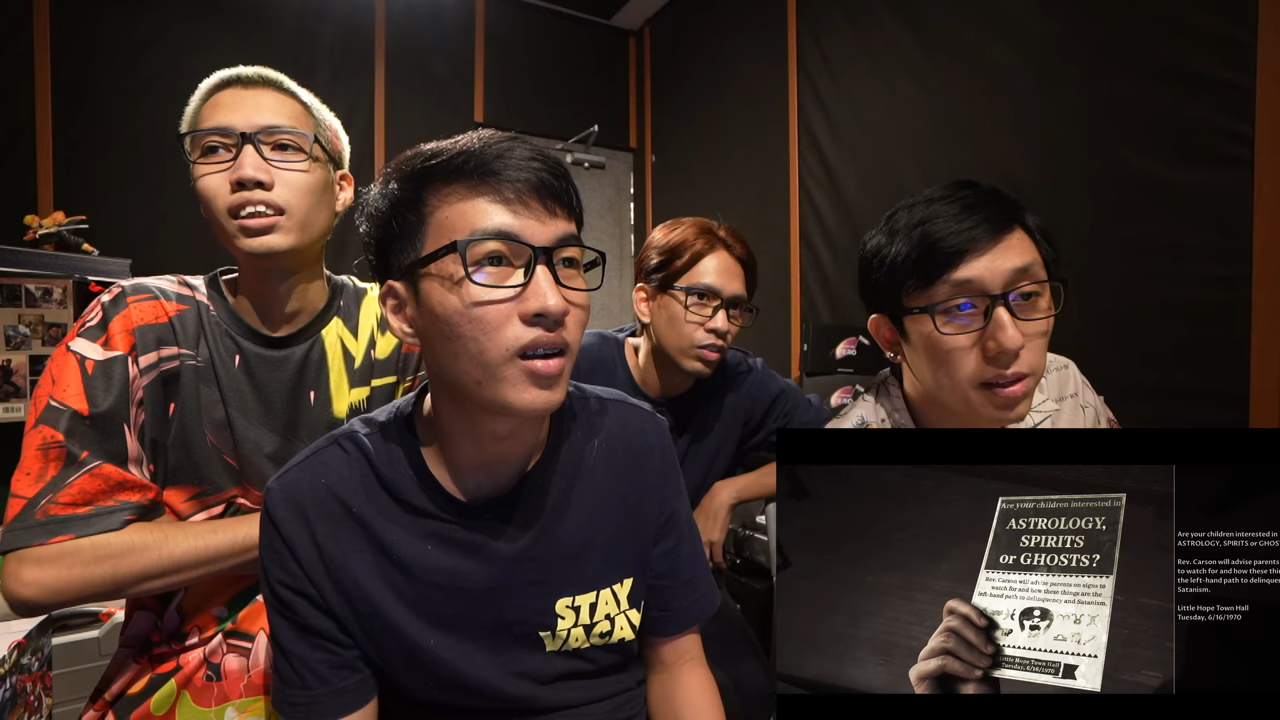 STAY
VACAY
ERO
ERO
Are your children interested in
ASTROLOGY,
SPIRITS
or GHOSTS?
Rev. Carson will advise parents on signs to
watch for and how these things are the
left-hand path to delinquency and Satanism.
Little Hope Town Hall
Tuesday, 6/16/1970
Are your children interested in
ASTROLOGY, SPIRITS or GHOS
Rev. Carson will advise parents
to watch for and how these thi
the left-hand path to delinque
Satanism.
Little Hope Town Hall
Tuesday, 6/16/1970